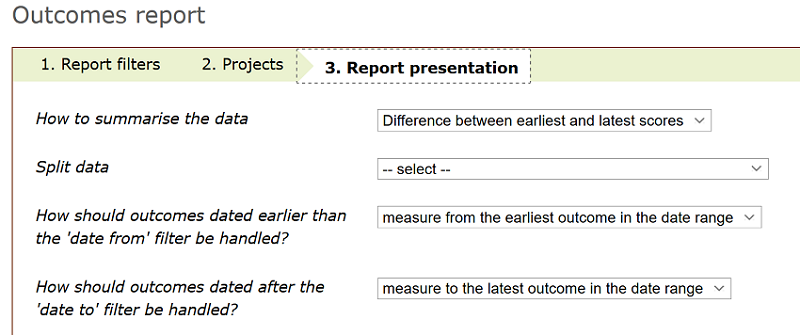 Outcomes report
1. Report filters 2. Projects 3. Report presentation
How to summarise the data Difference between earliest and latest scores
Split data -- select --
How should outcomes dated earlier than measure from the earliest outcome in the date range
the 'date from' filter be handled?
How should outcomes dated after the measure to the latest outcome in the date range
'date to' filter be handled?